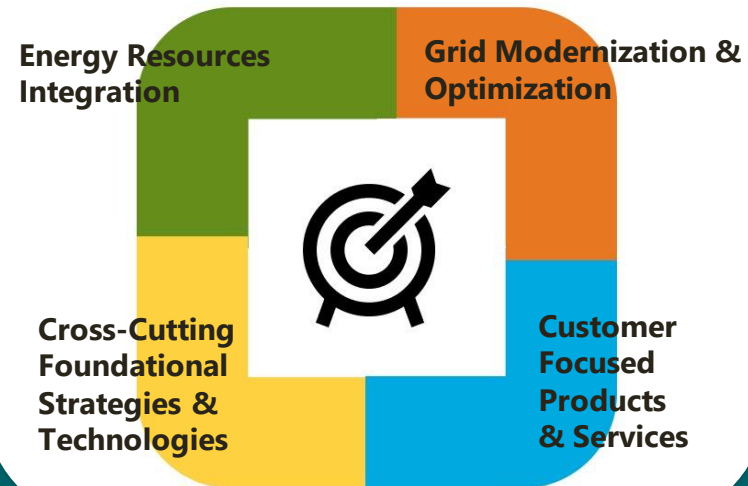 Energy Resources
Integration
Grid Modernization &
Optimization
Cross-Cutting
Foundational
Strategies &
Technologies
Customer
Focused
Products
& Services